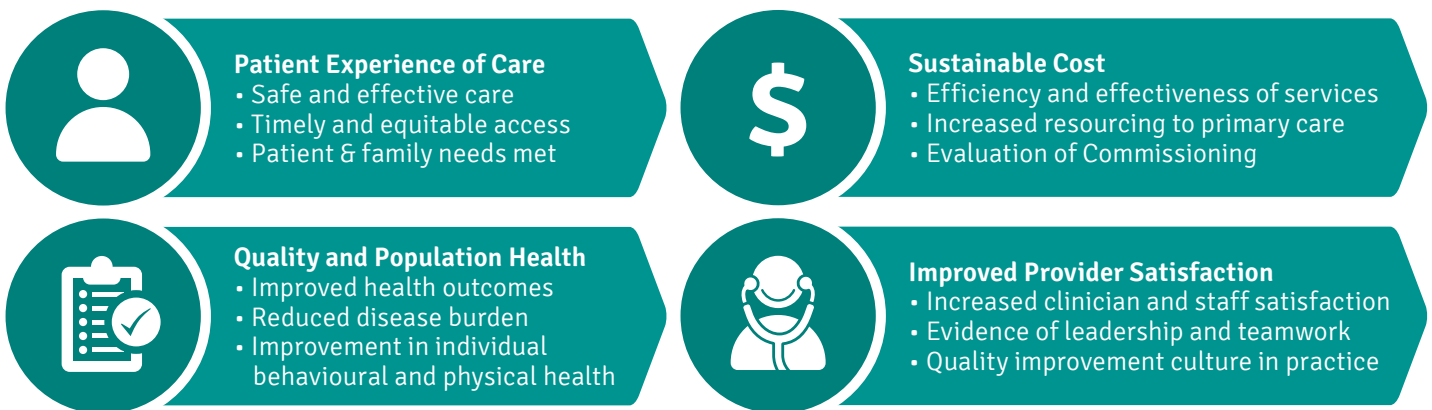 Patient Experience of Care
• Safe and effective care
• Timely and equitable access
• Patient & family needs met
Sustainable Cost
• Efficiency and effectiveness of services
• Increased resourcing to primary care
• Evaluation of Commissioning
Quality and Population Health
• Improved health outcomes
• Reduced disease burden
• Improvement in individual
behavioural and physical health
Improved Provider Satisfaction
• Increased clinician and staff satisfaction
• Evidence of leadership and teamwork
• Quality improvement culture in practice